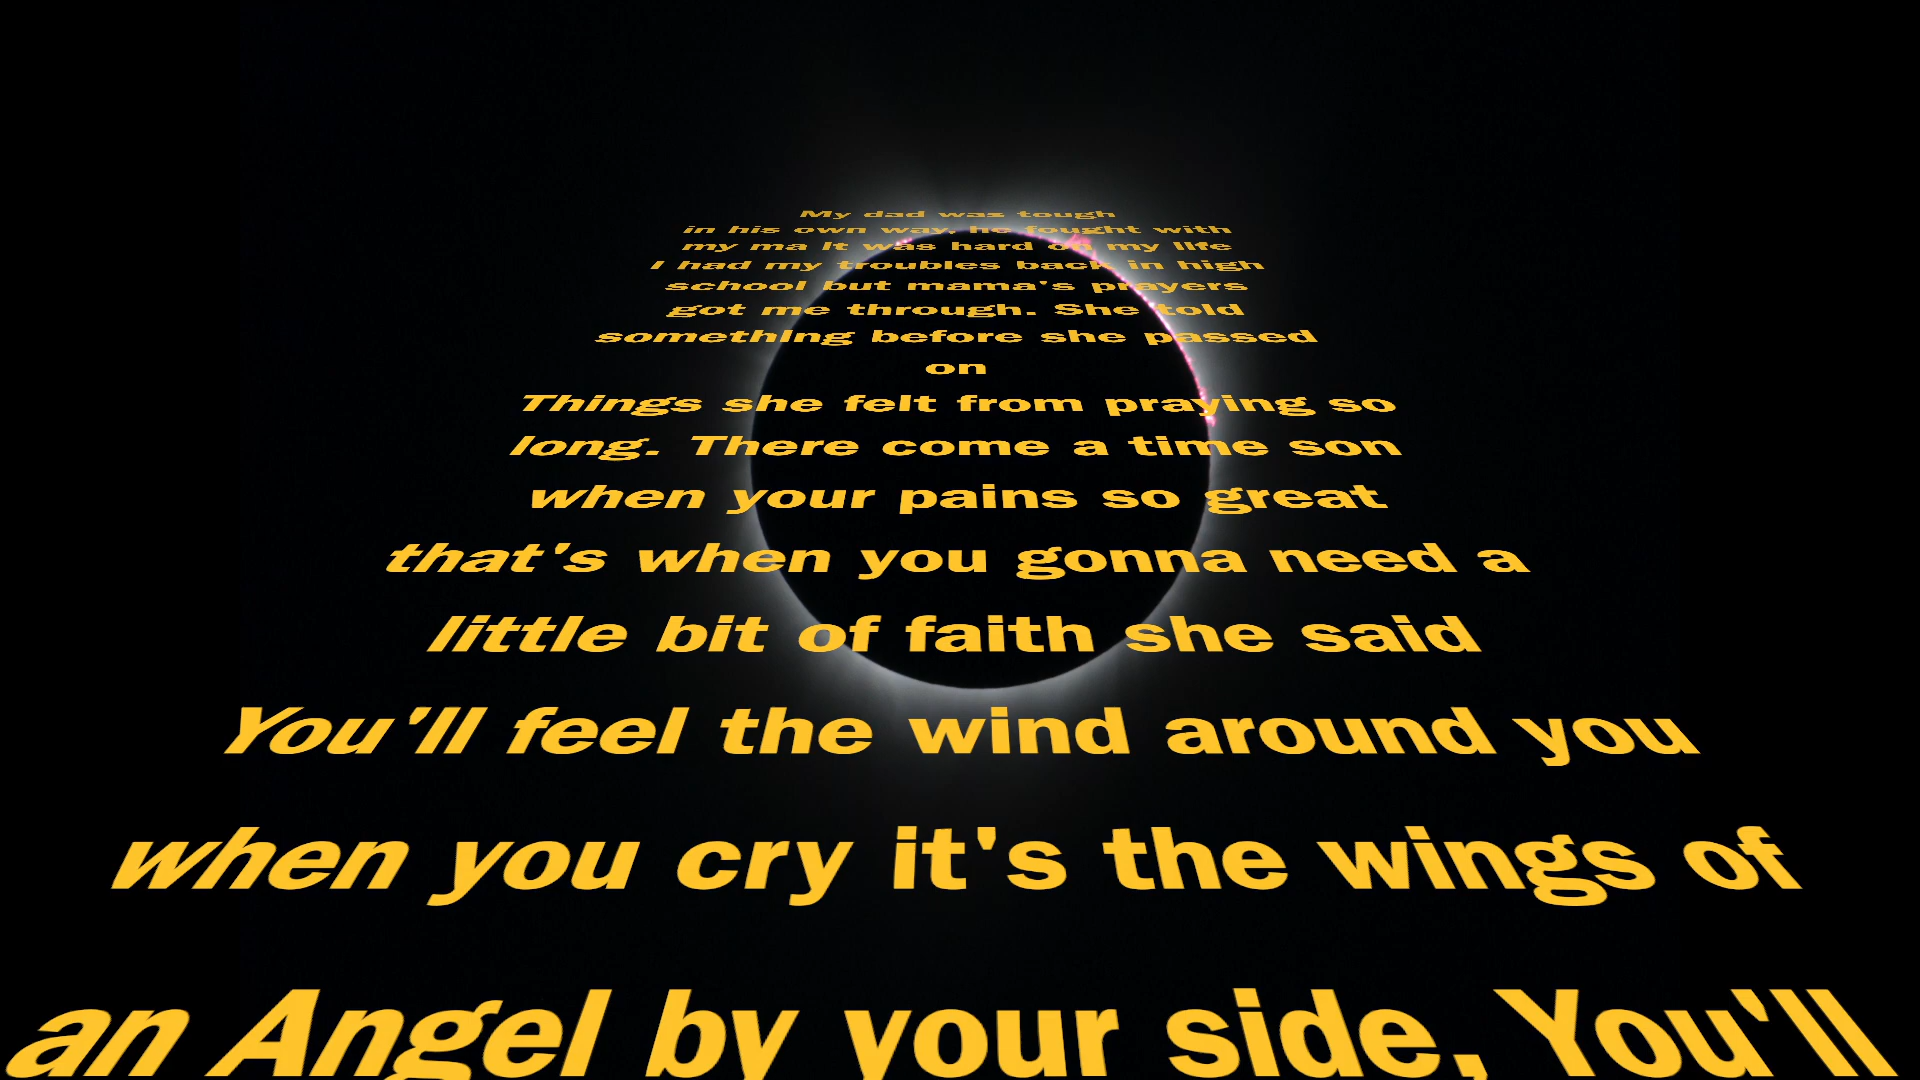 My dad was tough
in his own way, he fought with
my ma It was hard on my life
I had my troubles back in high
school but mama's prayers
got me through. She told
something before she passed
on
Things she felt from praying so
long. There come a time son
when your pains so great
that's when you gonna need a
little bit of faith she said
You'll feel the wind around you
when you cry it's the wings of
an Angel by your side, You'll